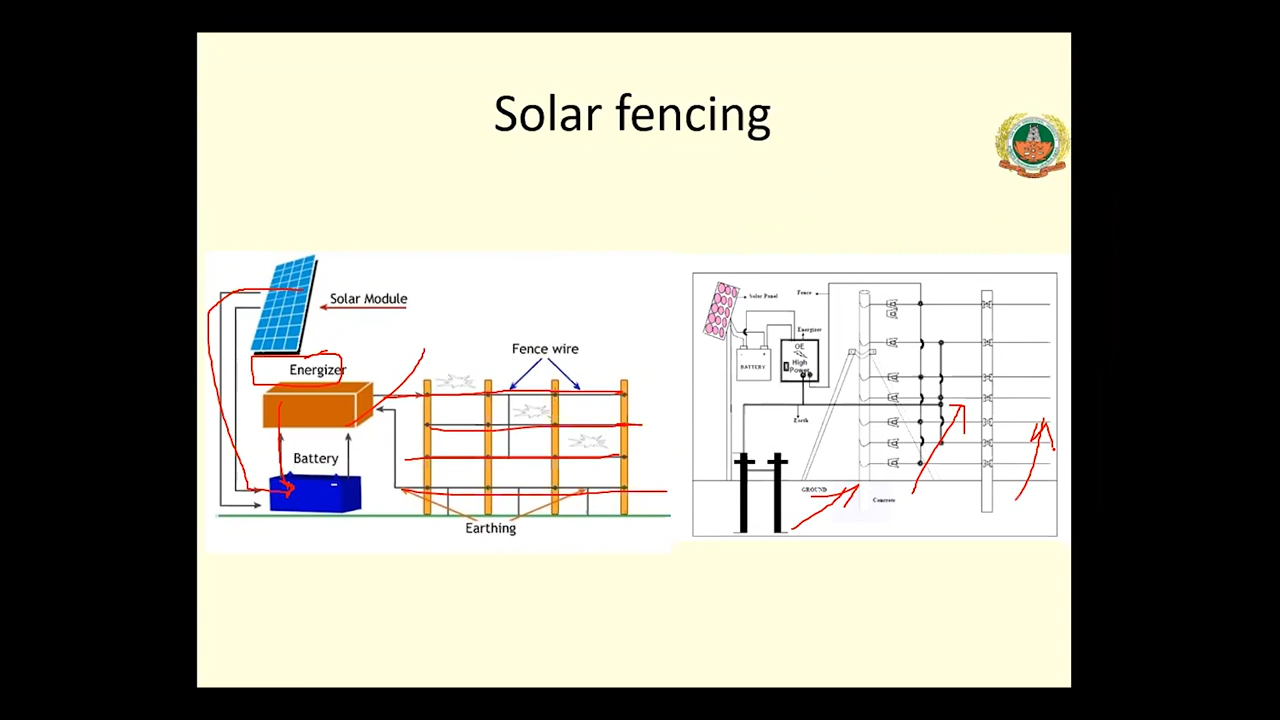 Solar fencing
Solar Module
Energizer
Fence wire
Battery
Earthing
Solar Panel
Fence
Energizer
OE
High
Power
BATTERY
Earth
GROUND
Concrete